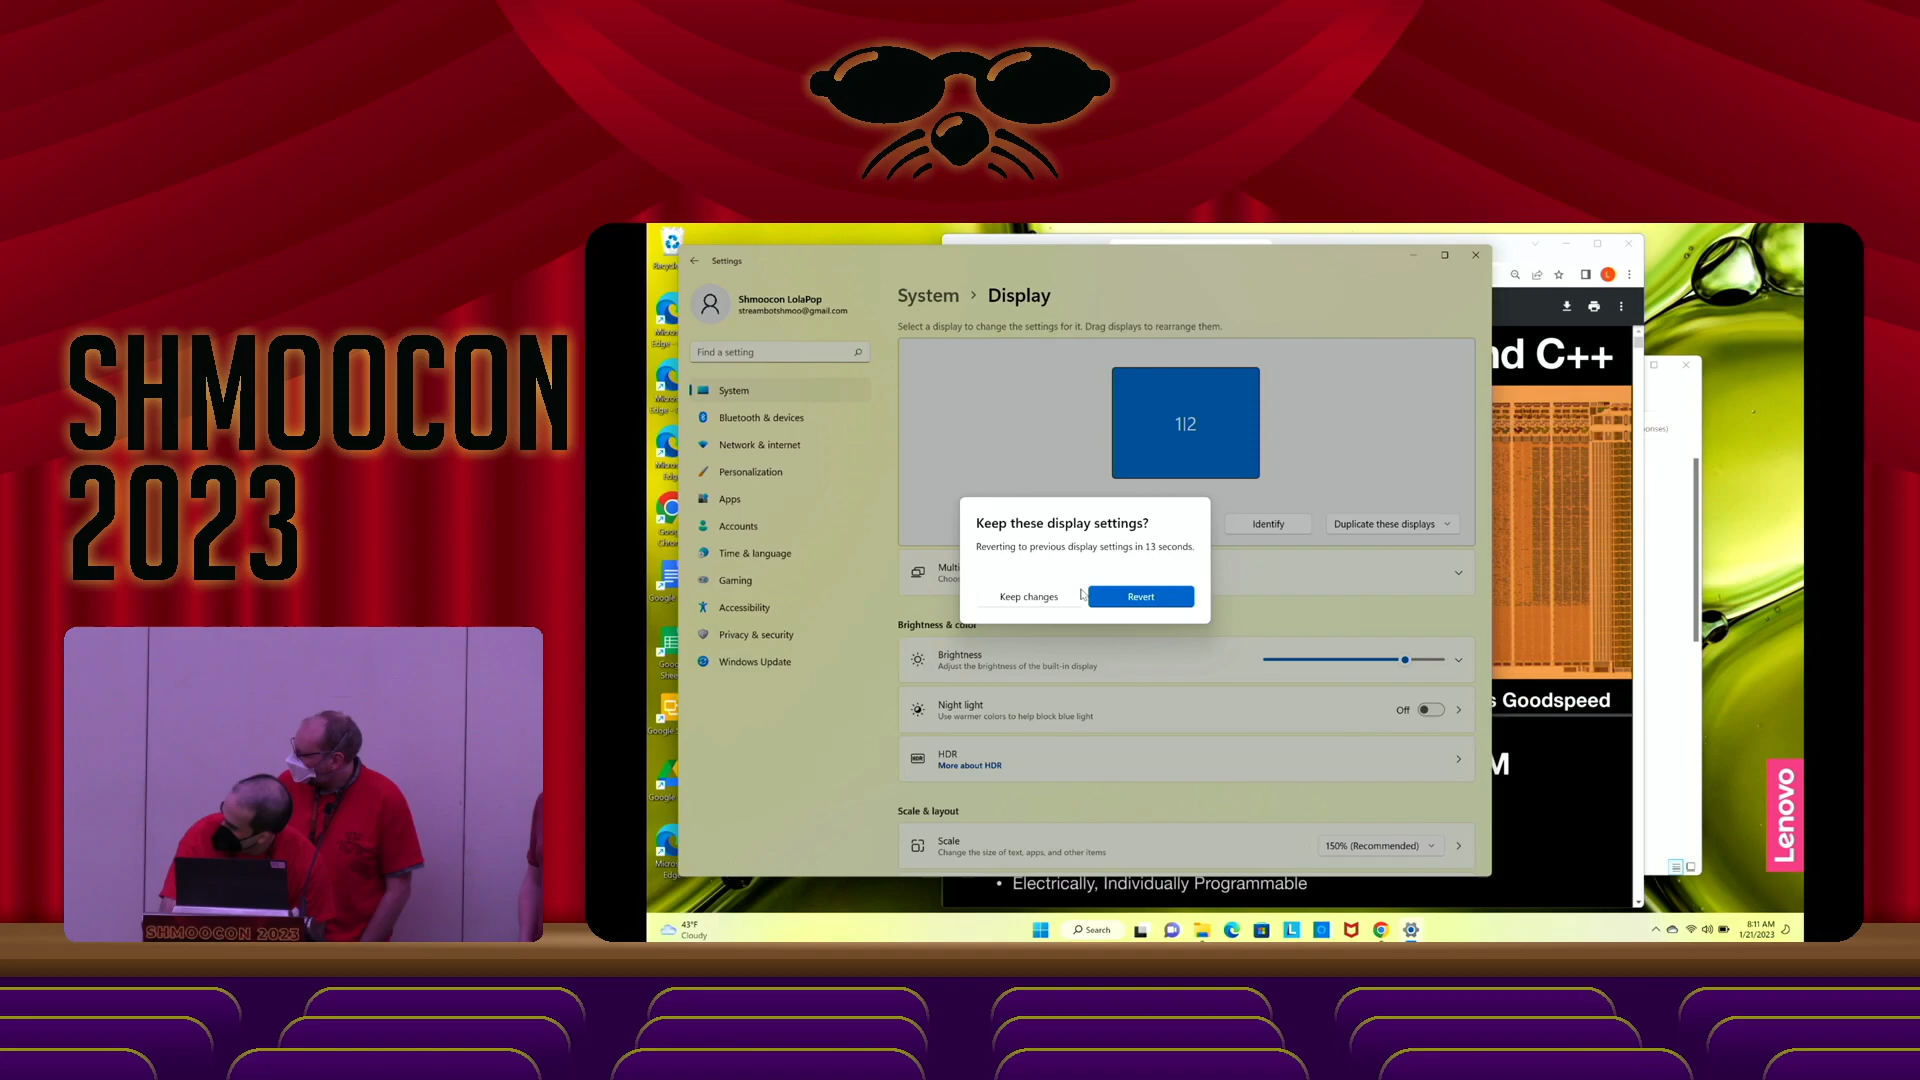 SHMOOCON
2023
Settings
Shmoocon LolaPop
streambotshmoo@gmail.com
Find a setting
System
Bluetooth & devices
Network & internet
Personalization
Apps
Accounts
Time & language
Gaming
Accessibility
Privacy & security
Windows Update
System > Display
Select a display to change the settings for it. Drag displays to rearrange them.
1|2
Identify
Duplicate these displays
Keep these display settings?
Reverting to previous display settings in 13 seconds.
Keep changes
Revert
Multi
Choos
Brightness & color
Brightness
Adjust the brightness of the built-in display
Night light
Use warmer colors to help block blue light
Off
HDR
More about HDR
Scale & layout
Scale
Change the size of text, apps, and other items
150% (Recommended)
nd C++
s Goodspeed
M
• Electrically, Individually Programmable
L
onses)
Lenovo
43°F
Cloudy
Search
8:11 AM
1/21/2023
SHMOOCON 2023